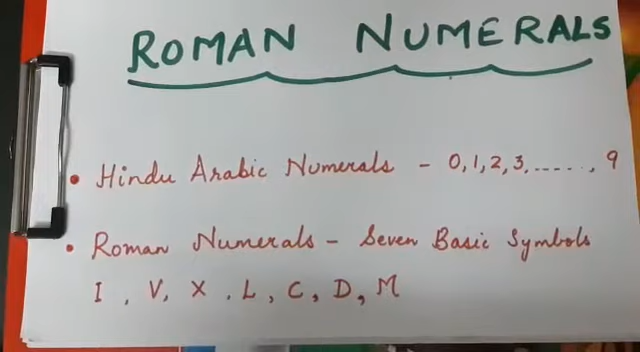 ROMAN NUMERALS
• Hindu Arabic Numerals - 0, 1, 2, 3, ......, 9
• Roman Numerals - Seven Basic Symbols
I, V, X, L, C, D, M